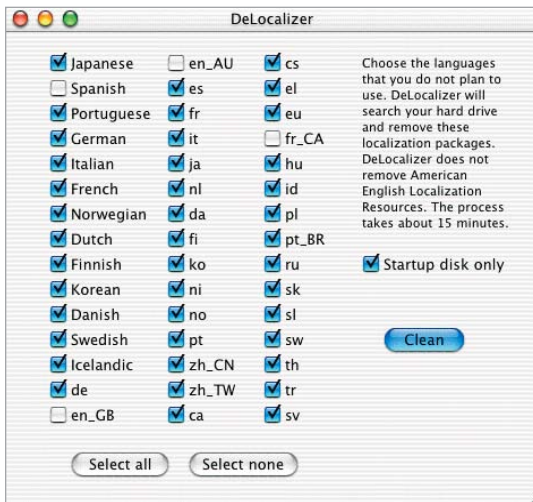 DeLocalizer
Japanese
Spanish
Portuguese
German
Italian
French
Norwegian
Dutch
Finnish
Korean
Danish
Swedish
Icelandic
de
en_GB
en_AU
es
fr
it
ja
nl
da
fi
ko
ni
no
pt
zh_CN
zh_TW
ca
cs
el
eu
fr_CA
hu
id
pl
pt_BR
ru
sk
sl
sw
th
tr
sv
Choose the languages
that you do not plan to
use. DeLocalizer will
search your hard drive
and remove these
localization packages.
DeLocalizer does not
remove American
English Localization
Resources. The process
takes about 15 minutes.
Startup disk only
Clean
Select all
Select none